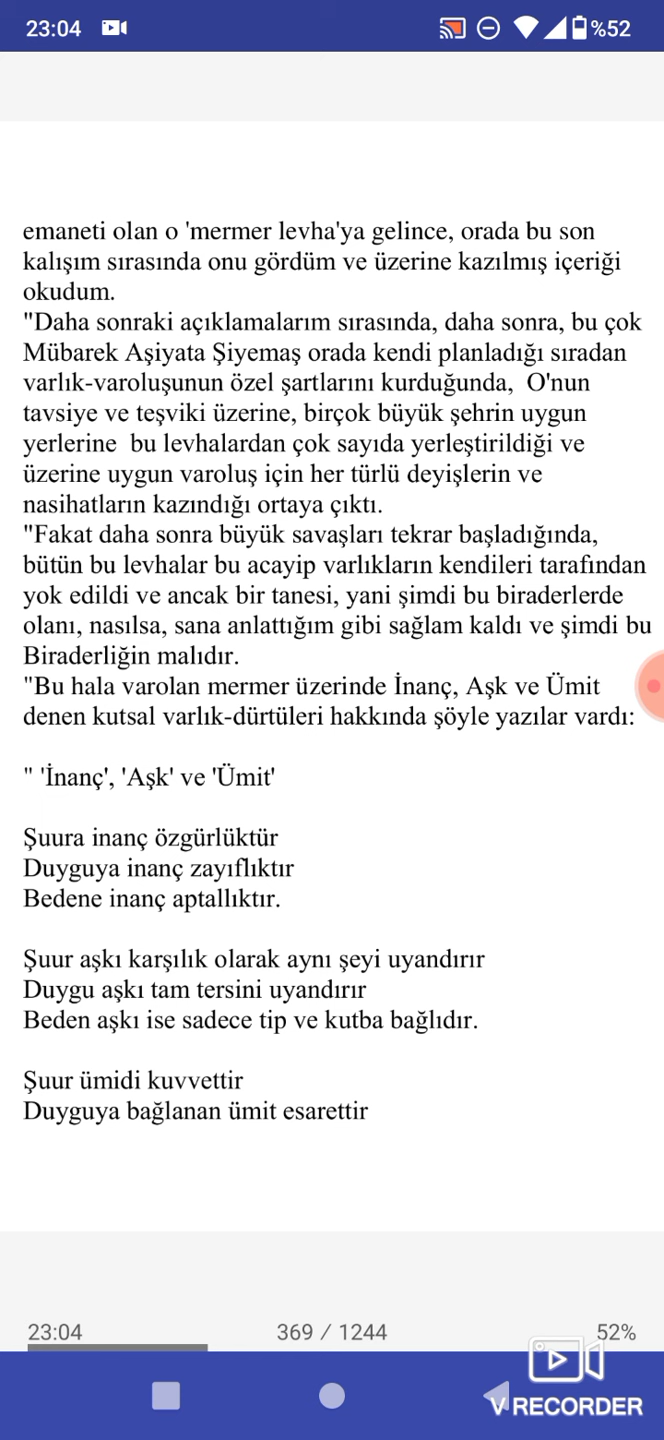 23:04
%52
emaneti olan o 'mermer levha'ya gelince, orada bu son
kalışım sırasında onu gördüm ve üzerine kazılmış içeriği
okudum.
"Daha sonraki açıklamalarım sırasında, daha sonra, bu çok
Mübarek Aşiyata Şiyemaş orada kendi planladığı sıradan
varlık-varoluşunun özel şartlarını kurduğunda,  O'nun
tavsiye ve teşviki üzerine, birçok büyük şehrin uygun
yerlerine  bu levhalardan çok sayıda yerleştirildiği ve
üzerine uygun varoluş için her türlü deyişlerin ve
nasihatların kazındığı ortaya çıktı.
"Fakat daha sonra büyük savaşları tekrar başladığında,
bütün bu levhalar bu acayip varlıkların kendileri tarafından
yok edildi ve ancak bir tanesi, yani şimdi bu biraderlerde
olanı, nasılsa, sana anlattığım gibi sağlam kaldı ve şimdi bu
Biraderliğin malıdır.
"Bu hala varolan mermer üzerinde İnanç, Aşk ve Ümit
denen kutsal varlık-dürtüleri hakkında şöyle yazılar vardı:
" 'İnanç', 'Aşk' ve 'Ümit'
Şuura inanç özgürlüktür
Duyguya inanç zayıflıktır
Bedene inanç aptallıktır.
Şuur aşkı karşılık olarak aynı şeyi uyandırır
Duygu aşkı tam tersini uyandırır
Beden aşkı ise sadece tip ve kutba bağlıdır.
Şuur ümidi kuvvettir
Duyguya bağlanan ümit esarettir
23:04
369 / 1244
52%
V RECORDER